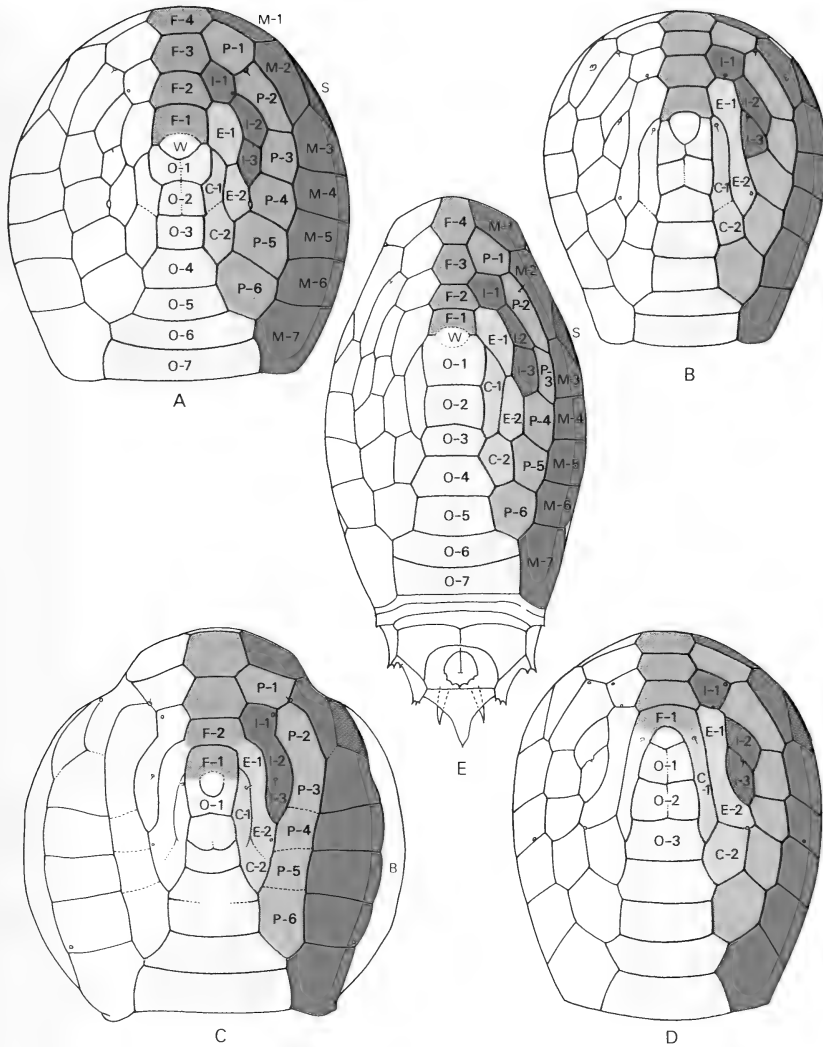 F-4 M-1
F-3 P-1 M-2
F-2 I-1 P-2 S
F-1 E-1 I-2 P-3 M-3
W I-3
O-1 C-1 E-2 P-4 M-4
O-2
O-3 C-2 P-5 M-5
O-4 P-6 M-6
O-5
O-6 M-7
O-7
A
I-1
E-1 I-2
I-3
C-1 E-2
C-2
B
F-4 M-1
F-3 P-1 M-2
F-2 I-1 P-2
F-1 E-1 I-2 S
W
O-1 C-1 I-3 P-3 M-3
O-2 E-2 P-4 M-4
O-3
O-4 C-2 P-5 M-5
O-5 P-6 M-6
O-6
O-7 M-7
E
P-1
F-2 I-1 P-2
F-1 E-1 I-2
O-1 C-1 I-3 P-3
E-2 P-4
C-2 P-5 B
P-6
C
I-1
F-1 E-1
O-1 C-1 I-2
O-2 I-3
E-2
O-3 C-2
D